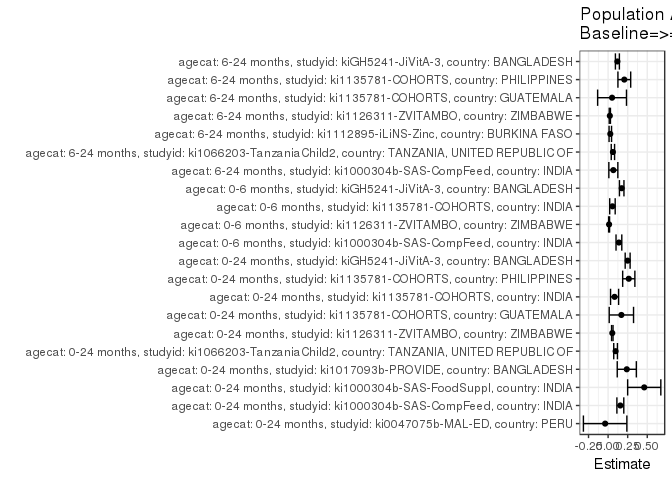 Population
Baseline=>
agecat: 6-24 months, studyid: kiGH5241-JiVitA-3, country: BANGLADESH
agecat: 6-24 months, studyid: ki1135781-COHORTS, country: PHILIPPINES
agecat: 6-24 months, studyid: ki1135781-COHORTS, country: GUATEMALA
agecat: 6-24 months, studyid: ki1126311-ZVITAMBO, country: ZIMBABWE
agecat: 6-24 months, studyid: ki1112895-iLiNS-Zinc, country: BURKINA FASO
agecat: 6-24 months, studyid: ki1066203-TanzaniaChild2, country: TANZANIA, UNITED REPUBLIC OF
agecat: 6-24 months, studyid: ki1000304b-SAS-CompFeed, country: INDIA
agecat: 0-6 months, studyid: kiGH5241-JiVitA-3, country: BANGLADESH
agecat: 0-6 months, studyid: ki1135781-COHORTS, country: INDIA
agecat: 0-6 months, studyid: ki1126311-ZVITAMBO, country: ZIMBABWE
agecat: 0-6 months, studyid: ki1000304b-SAS-CompFeed, country: INDIA
agecat: 0-24 months, studyid: kiGH5241-JiVitA-3, country: BANGLADESH
agecat: 0-24 months, studyid: ki1135781-COHORTS, country: PHILIPPINES
agecat: 0-24 months, studyid: ki1135781-COHORTS, country: INDIA
agecat: 0-24 months, studyid: ki1135781-COHORTS, country: GUATEMALA
agecat: 0-24 months, studyid: ki1126311-ZVITAMBO, country: ZIMBABWE
agecat: 0-24 months, studyid: ki1066203-TanzaniaChild2, country: TANZANIA, UNITED REPUBLIC OF
agecat: 0-24 months, studyid: ki1017093b-PROVIDE, country: BANGLADESH
agecat: 0-24 months, studyid: ki1000304b-SAS-FoodSuppl, country: INDIA
agecat: 0-24 months, studyid: ki1000304b-SAS-CompFeed, country: INDIA
agecat: 0-24 months, studyid: ki0047075b-MAL-ED, country: PERU
-0.25 0.00 0.25 0.50
Estimate